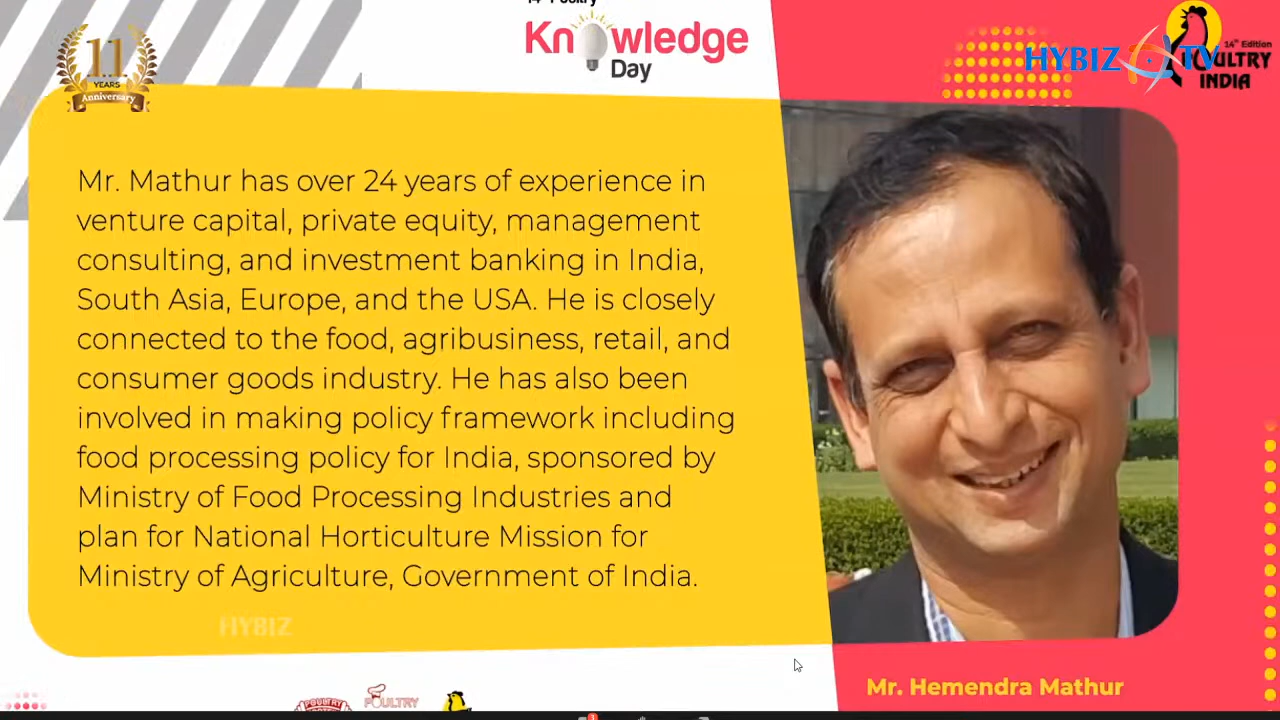 14th Poultry
Knowledge
Day
11
YEARS
Anniversary
HYBIZ TV
14th Edition
POULTRY
INDIA
Mr. Mathur has over 24 years of experience in
venture capital, private equity, management
consulting, and investment banking in India,
South Asia, Europe, and the USA. He is closely
connected to the food, agribusiness, retail, and
consumer goods industry. He has also been
involved in making policy framework including
food processing policy for India, sponsored by
Ministry of Food Processing Industries and
plan for National Horticulture Mission for
Ministry of Agriculture, Government of India.
HYBIZ
Mr. Hemendra Mathur
POULTRY
POULTRY